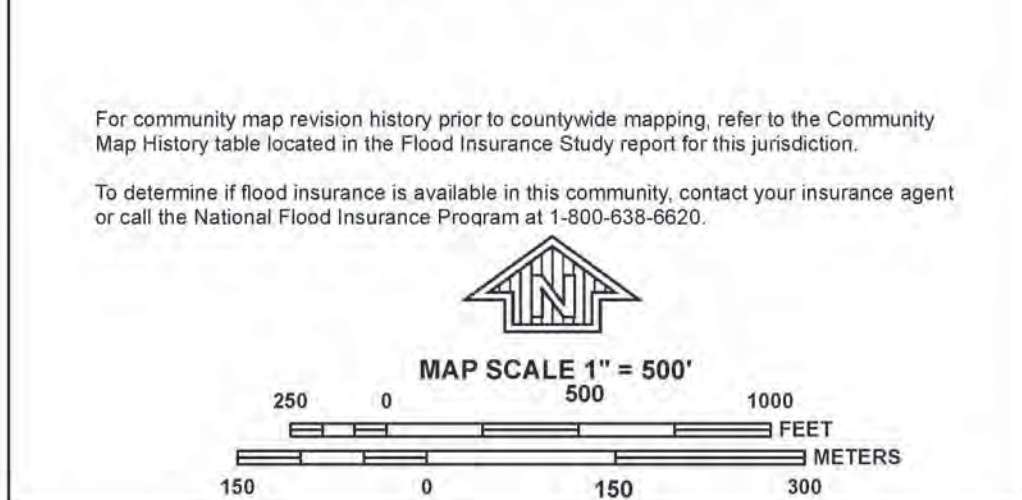 For community map revision history prior to countywide mapping, refer to the Community
Map History table located in the Flood Insurance Study report for this jurisdiction.
To determine if flood insurance is available in this community, contact your insurance agent
or call the National Flood Insurance Program at 1-800-638-6620.
N
MAP SCALE 1" = 500'
250 0 500 1000
FEET
METERS
150 0 150 300